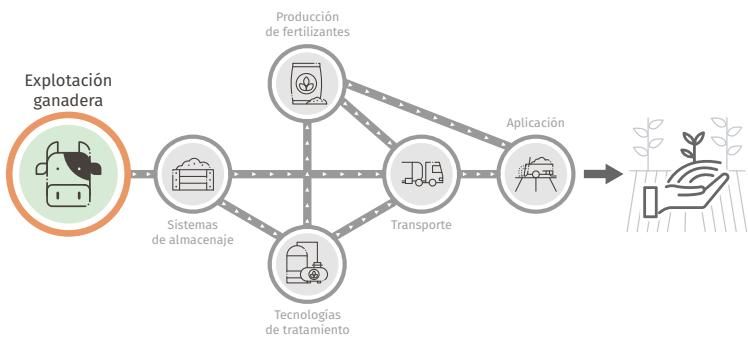 Explotación
ganadera
Sistemas
de almacenaje
Producción
de fertilizantes
Tecnologías
de tratamiento
Transporte
Aplicación